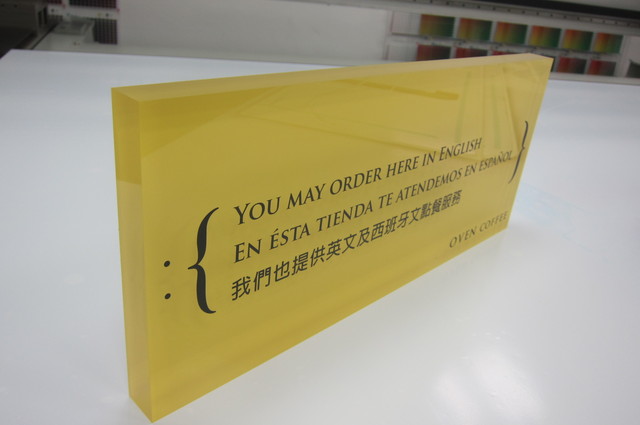 :{ YOU MAY ORDER HERE IN ENGLISH
EN ÉSTA TIENDA TE ATENDEMOS EN ESPAÑOL }
我們也提供英文及西班牙文點餐服務
OVEN COFFEE